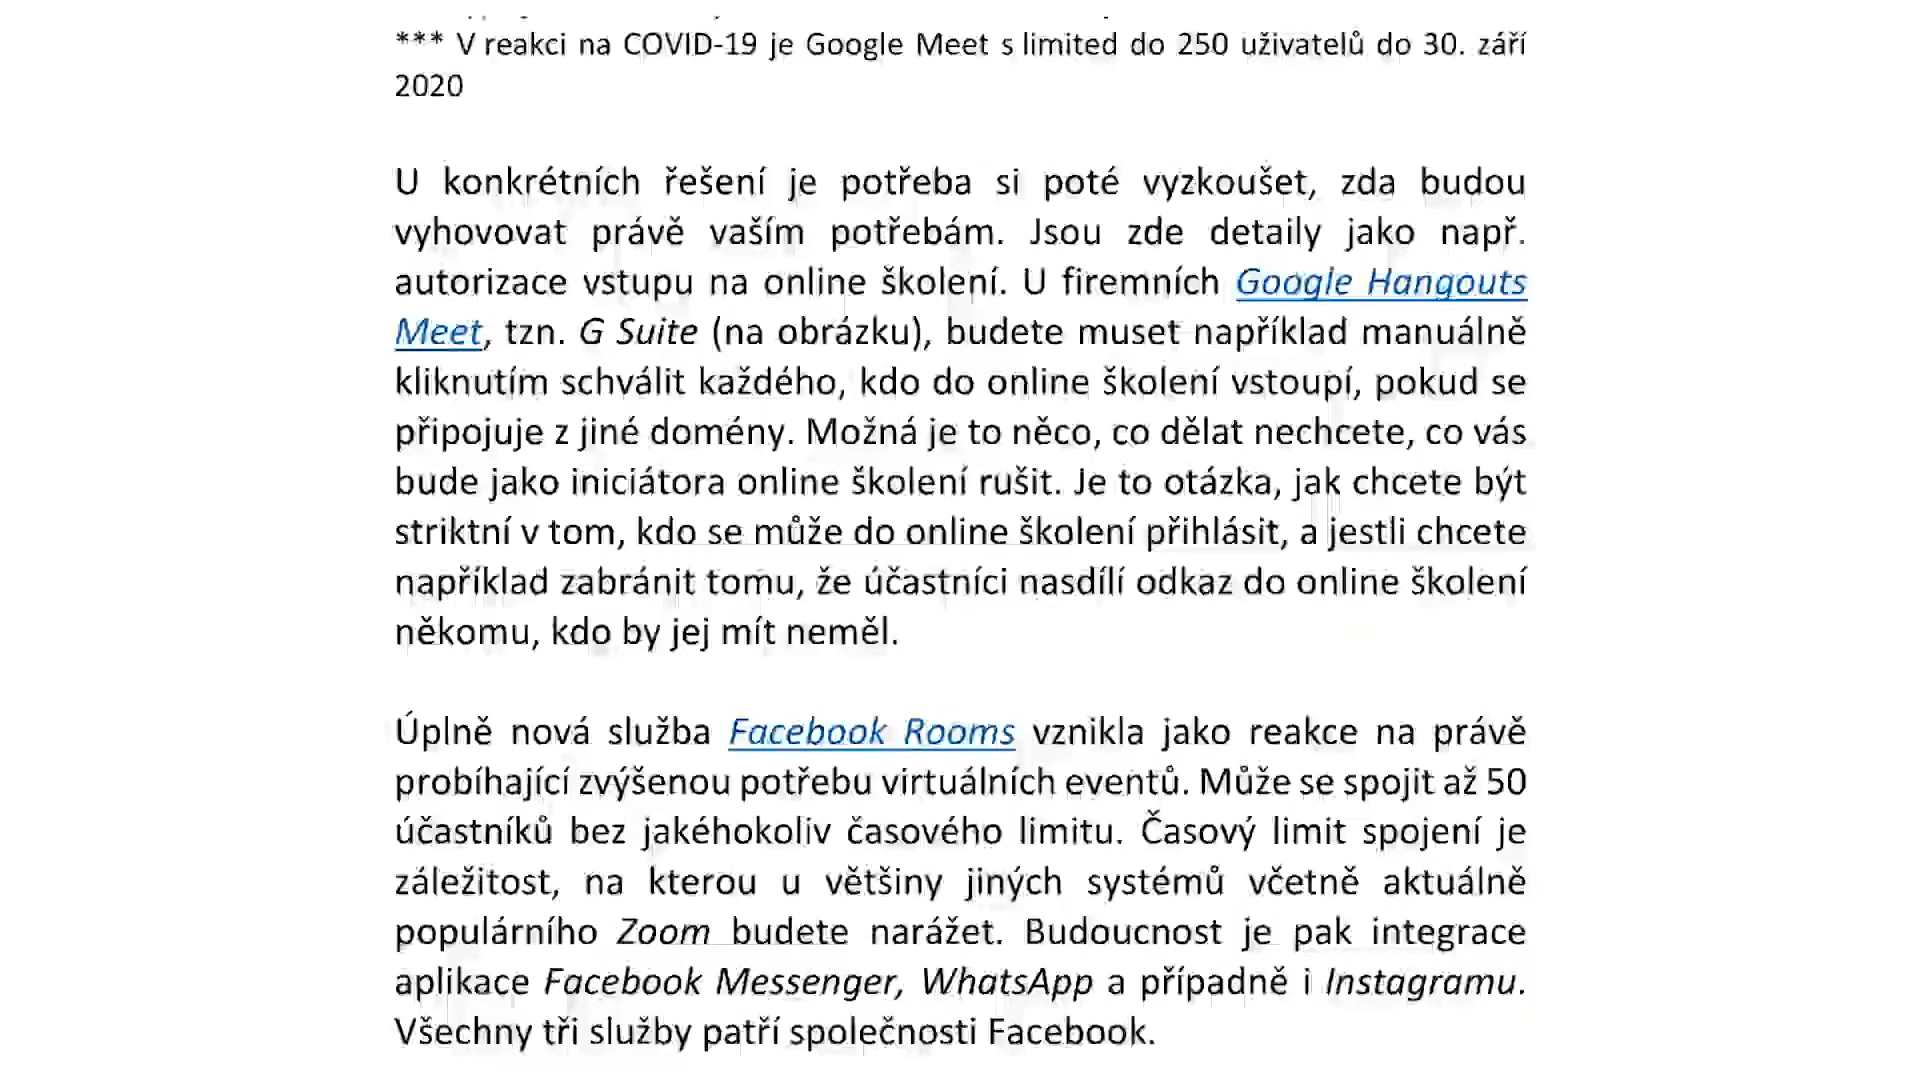 *** V reakci na COVID-19 je Google Meet s limited do 250 uživatelů do 30. září
2020
U konkrétních řešení je potřeba si poté vyzkoušet, zda budou
vyhovovat právě vaším potřebám. Jsou zde detaily jako např.
autorizace vstupu na online školení. U firemních Google Hangouts
Meet, tzn. G Suite (na obrázku), budete muset například manuálně
kliknutím schválit každého, kdo do online školení vstoupí, pokud se
připojuje z jiné domény. Možná je to něco, co dělat nechcete, co vás
bude jako iniciátora online školení rušit. Je to otázka, jak chcete být
striktní v tom, kdo se může do online školení přihlásit, a jestli chcete
například zabránit tomu, že účastníci nasdílí odkaz do online školení
někomu, kdo by jej mít neměl.
Úplně nová služba Facebook Rooms vznikla jako reakce na právě
probíhající zvýšenou potřebu virtuálních eventů. Může se spojit až 50
účastníků bez jakéhokoliv časového limitu. Časový limit spojení je
záležitost, na kterou u většiny jiných systémů včetně aktuálně
populárního Zoom budete narážet. Budoucnost je pak integrace
aplikace Facebook Messenger, WhatsApp a případně i Instagramu.
Všechny tři služby patří společnosti Facebook.